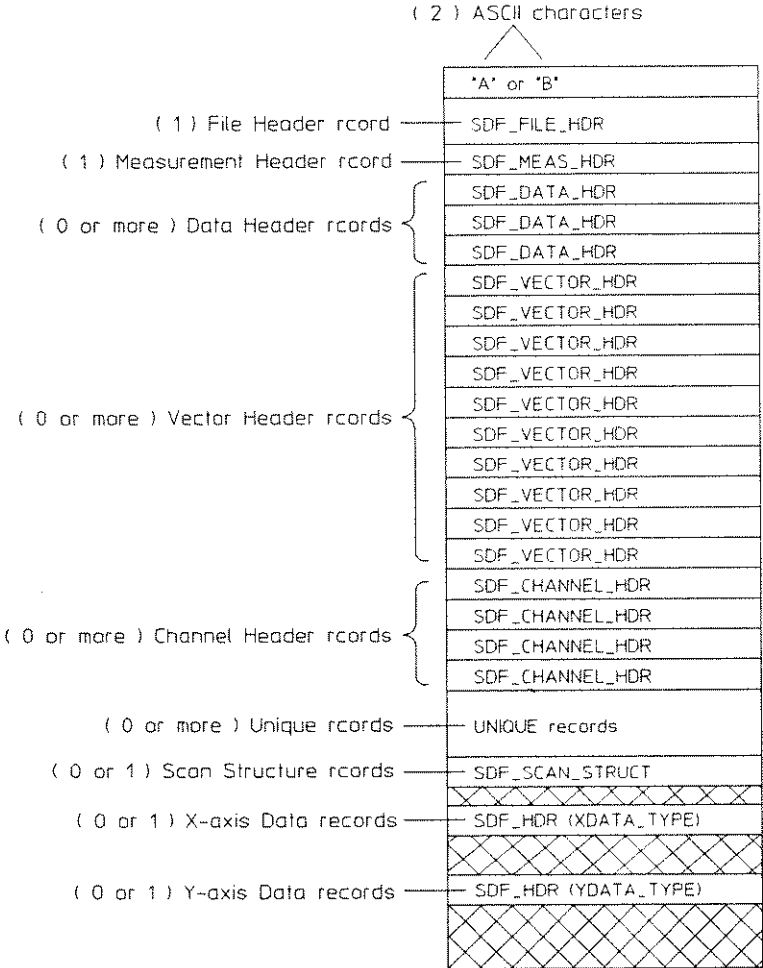 ( 2 ) ASCII characters
"A" or "B"
( 1 ) File Header rcord SDF_FILE_HDR
( 1 ) Measurement Header rcord SDF_MEAS_HDR
SDF_DATA_HDR
( 0 or more ) Data Header rcords SDF_DATA_HDR
SDF_DATA_HDR
SDF_VECTOR_HDR
SDF_VECTOR_HDR
SDF_VECTOR_HDR
SDF_VECTOR_HDR
SDF_VECTOR_HDR
( 0 or more ) Vector Header rcords SDF_VECTOR_HDR
SDF_VECTOR_HDR
SDF_VECTOR_HDR
SDF_VECTOR_HDR
SDF_VECTOR_HDR
SDF_CHANNEL_HDR
SDF_CHANNEL_HDR
( 0 or more ) Channel Header rcords SDF_CHANNEL_HDR
SDF_CHANNEL_HDR
( 0 or more ) Unique rcords UNIQUE records
( 0 or 1 ) Scan Structure rcords SDF_SCAN_STRUCT
( 0 or 1 ) X-axis Data records SDF_HDR (XDATA_TYPE)
( 0 or 1 ) Y-axis Data records SDF_HDR (YDATA_TYPE)